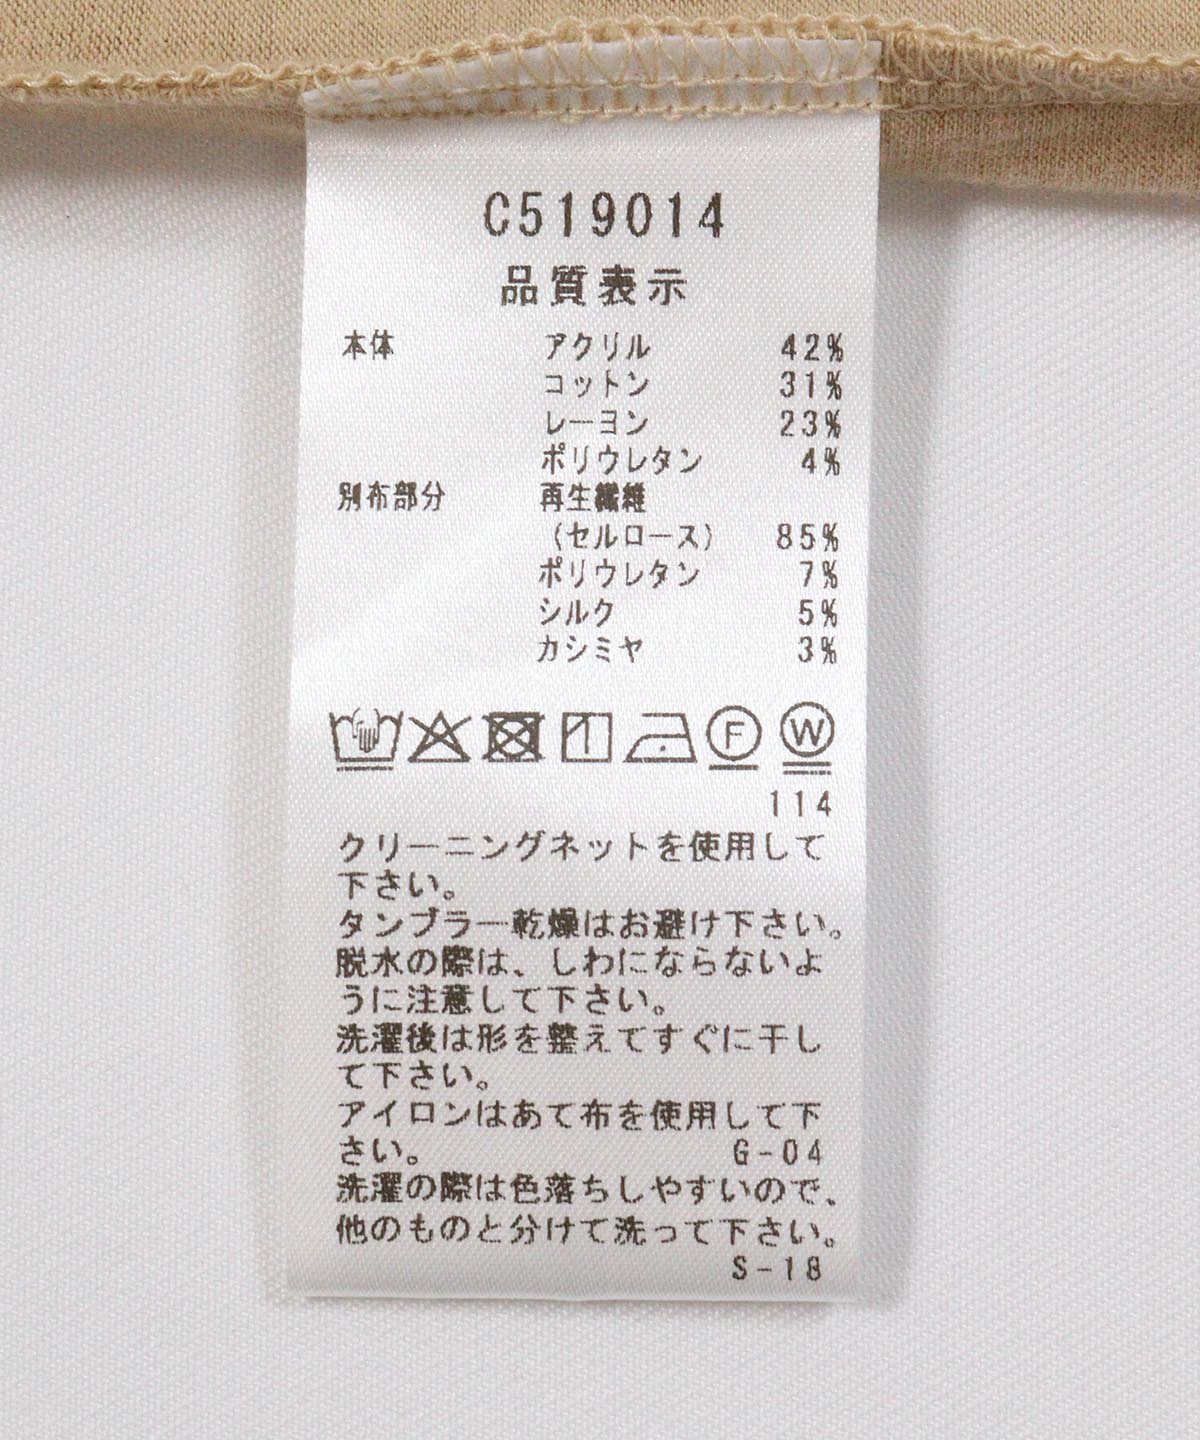 C519014
品質表示
本体 アクリル 42%
コットン 31%
レーヨン 23%
ポリウレタン 4%
別布部分 再生繊維
(セルロース) 85%
ポリウレタン 7%
シルク 5%
カシミヤ 3%
F W
114
クリーニングネットを使用して
下さい。
タンブラー乾燥はお避け下さい。
脱水の際は、しわにならないよ
うに注意して下さい。
洗濯後は形を整えてすぐに干し
て下さい。
アイロンはあて布を使用して下
さい。 G-04
洗濯の際は色落ちしやすいので、
他のものと分けて洗って下さい。
S-18